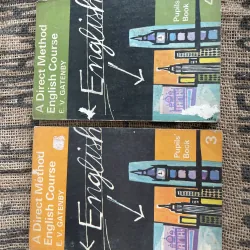 A Direct Method
English Course
E. V. GATENBY
English
Pupils'
Book
4
A Direct Method
English Course
E. V. GATENBY
English
Pupils'
Book
3